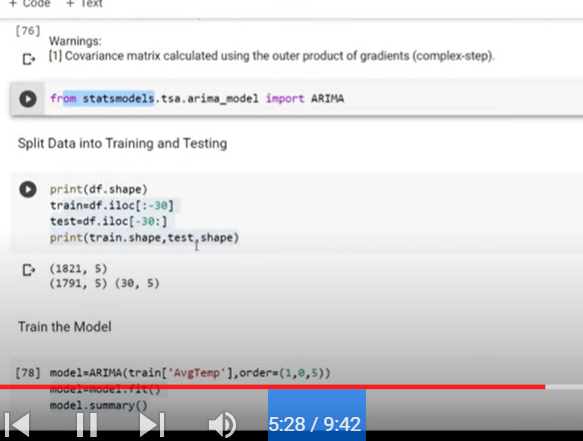 + Code + Text
[76]
Warnings:
[1] Covariance matrix calculated using the outer product of gradients (complex-step).
from statsmodels.tsa.arima_model import ARIMA
Split Data into Training and Testing
print(df.shape)
train=df.iloc[:-30]
test=df.iloc[-30:]
print(train.shape,test.shape)
(1821, 5)
(1791, 5) (30, 5)
Train the Model
[78] model=ARIMA(train['AvgTemp'],order=(1,0,5))
model=model.fit()
model.summary()
5:28 / 9:42